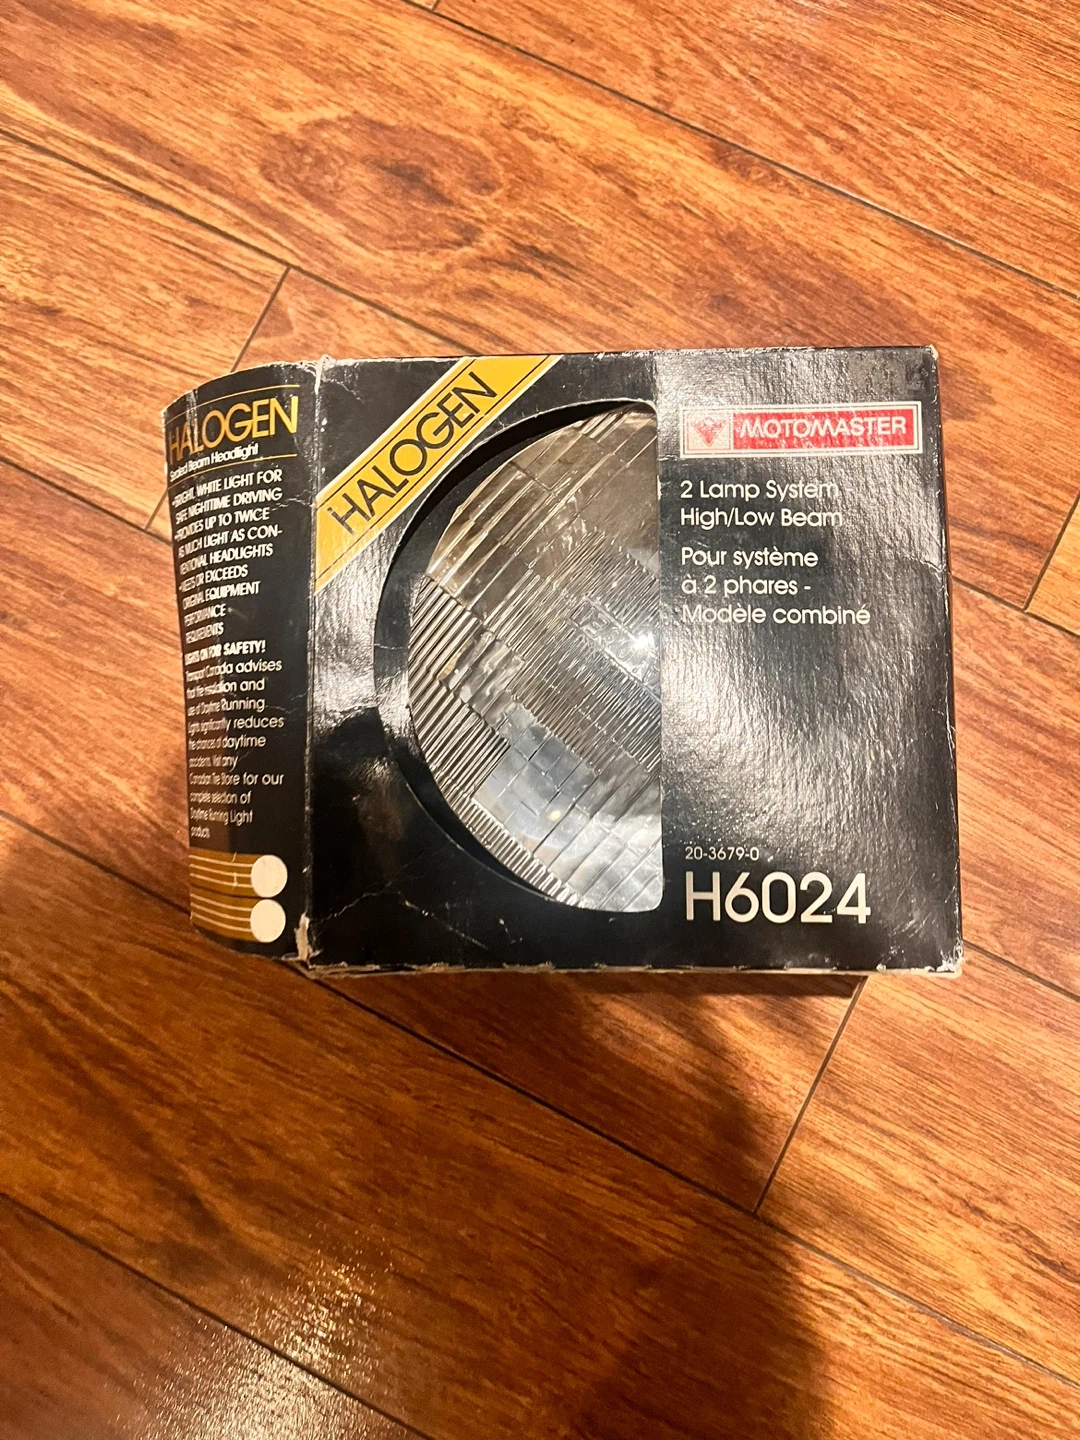 HALOGEN
Sealed Beam Headlight
•BRIGHT, WHITE LIGHT FOR
SAFE NIGHTTIME DRIVING
•PROVIDES UP TO TWICE
AS MUCH LIGHT AS CON-
VENTIONAL HEADLIGHTS
•MEETS OR EXCEEDS
ORIGINAL EQUIPMENT
PERFORMANCE
REQUIREMENTS
LIGHTS ON FOR SAFETY!
Transport Canada advises
that the installation and
use of Daytime Running
Lights significantly reduces
the chances of daytime
accidents. Visit any
Canadian Tire Store for our
complete selection of
Daytime Running Light
products.
HALOGEN
MOTOMASTER
2 Lamp System
High/Low Beam
Pour système
à 2 phares -
Modèle combiné
20-3679-0
H6024